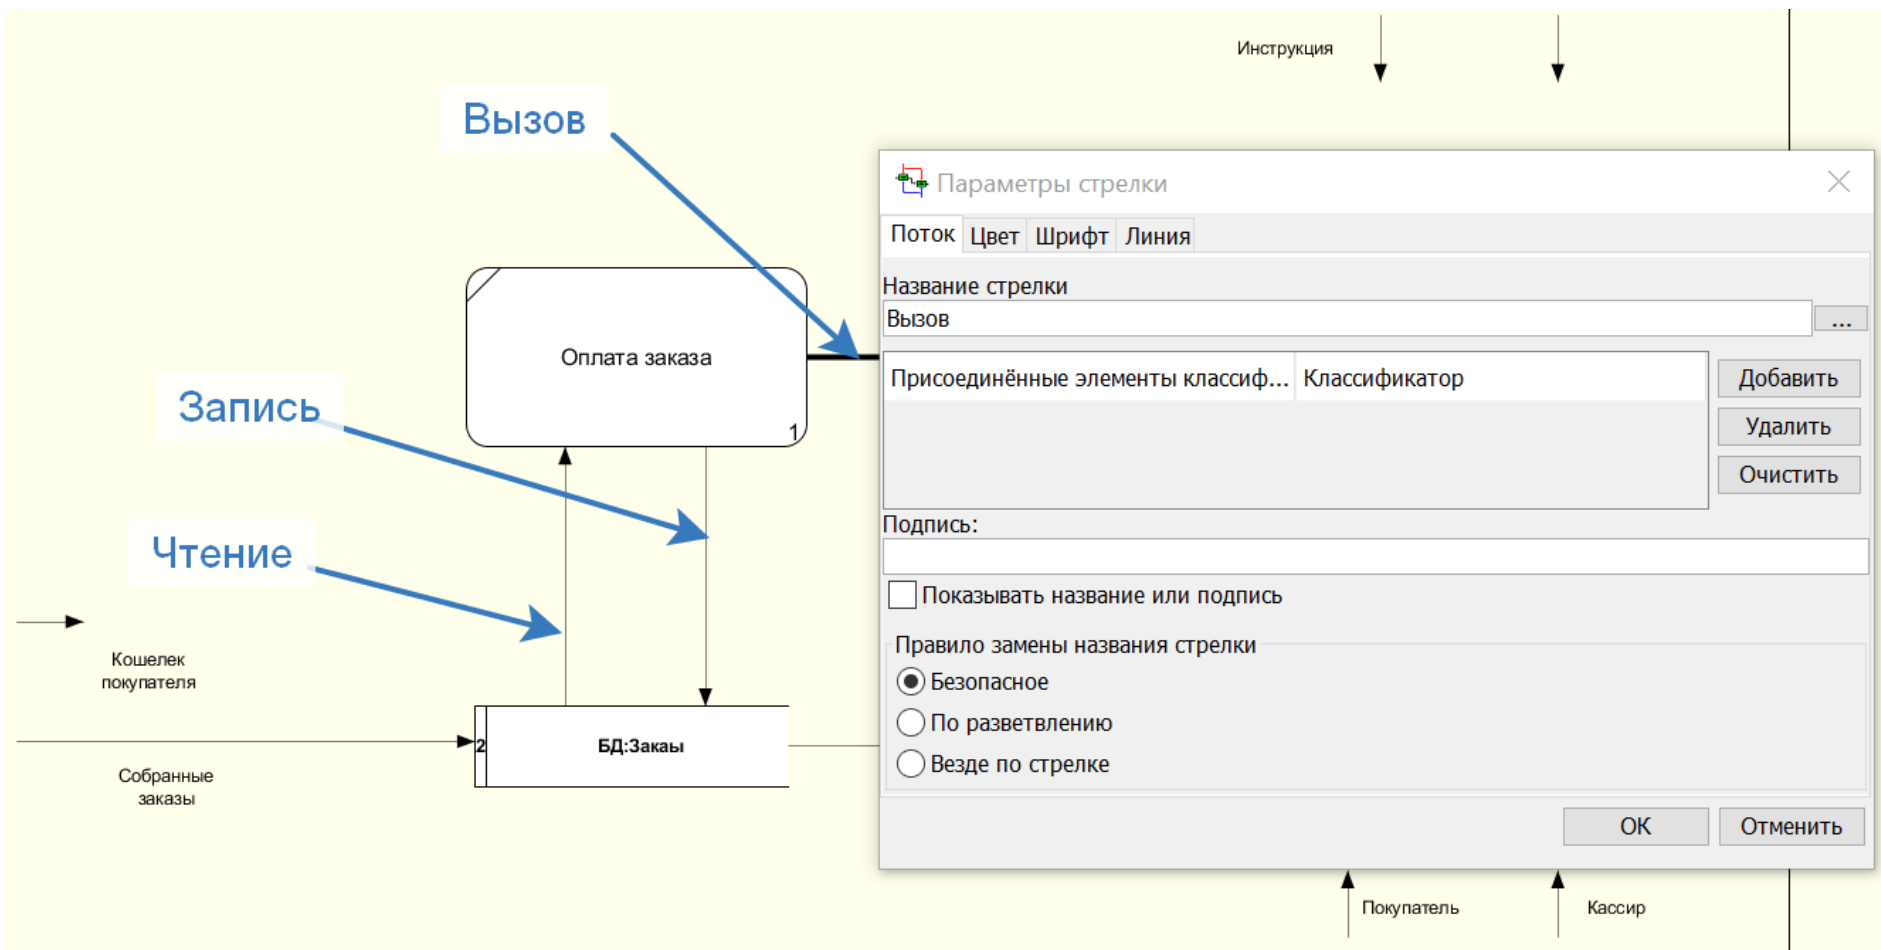 Инструкция
Вызов
Параметры стрелки
Поток Цвет Шрифт Линия
Название стрелки
Вызов
...
Оплата заказа
1
Присоединённые элементы классиф... Классификатор
Добавить
Удалить
Очистить
Запись
Подпись:
Чтение
Показывать название или подпись
Правило замены названия стрелки
Безопасное
По разветвлению
Везде по стрелке
Кошелек
покупателя
2
БД:Закаы
Собранные
заказы
ОК
Отменить
Покупатель
Кассир